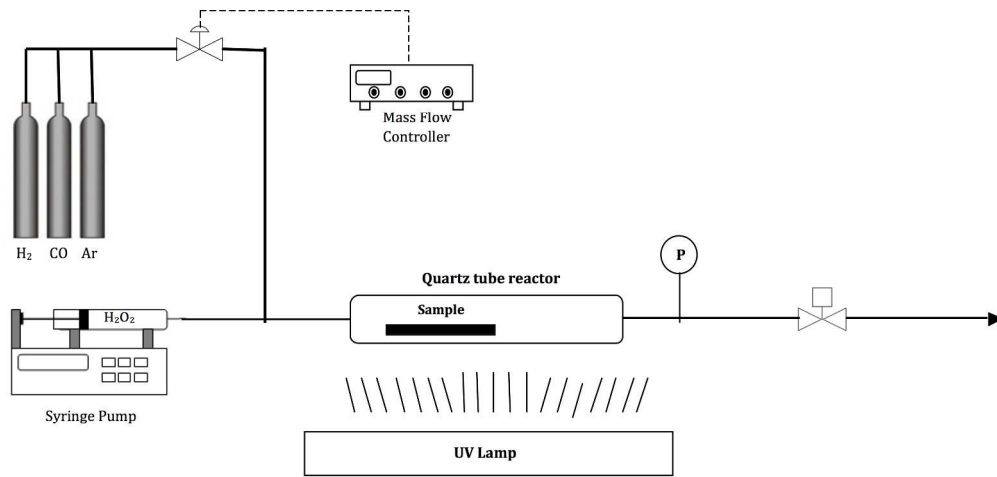 Mass Flow
Controller
H₂ CO Ar
Quartz tube reactor
P
Sample
H₂O₂
Syringe Pump
UV Lamp